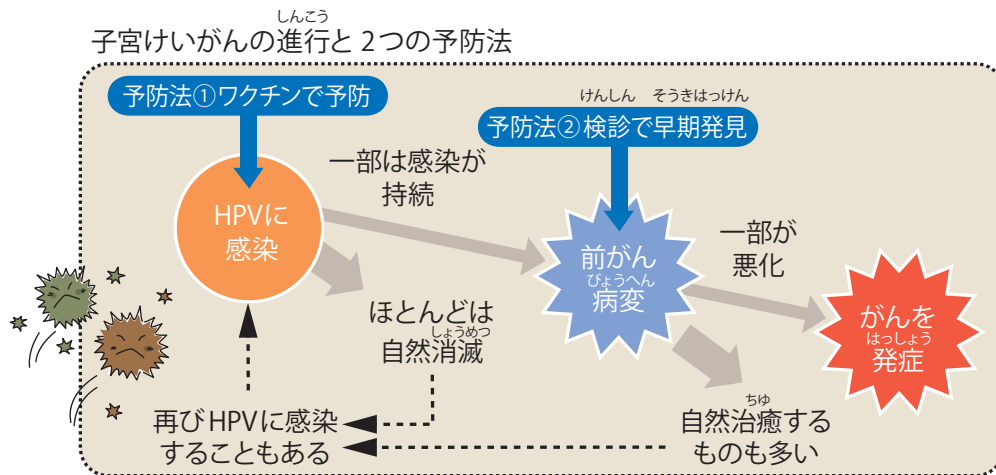 子宮けいがんの進行と2つの予防法
しんこう
予防法①ワクチンで予防
予防法②検診で早期発見
けんしん そうきはっけん
HPVに
感染
一部は感染が
持続
ほとんどは
自然消滅
しょうめつ
前がん
病変
びょうへん
一部が
悪化
がんを
発症
はっしょう
再びHPVに感染
することもある
自然治癒する
ちゆ
ものも多い